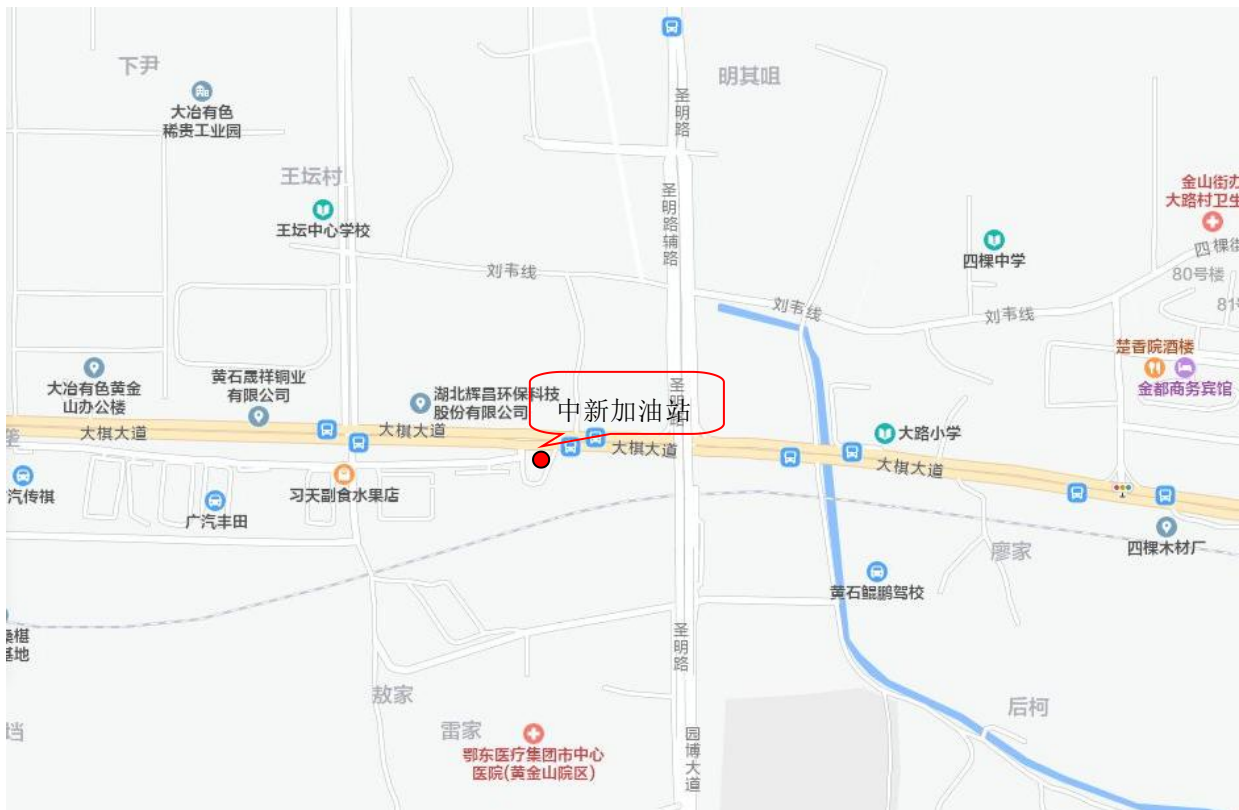 下尹
明其咀
大冶有色
稀贵工业园
圣明路
王坛村
金山街办
大路村卫生
王坛中心学校
圣明路辅路
四棵中学
四棵街
80号楼
刘韦线
刘韦线
刘韦线
楚香院酒楼
金都商务宾馆
大冶有色黄金
山办公楼
黄石晟祥铜业
有限公司
湖北辉昌环保科技
股份有限公司
圣明路
中新加油站
大棋大道
大棋大道
大棋大道
大路小学
大棋大道
汽传祺
广汽丰田
习天副食水果店
四棵木材厂
廖家
黄石鲲鹏驾校
桑椹
基地
圣明路
敖家
后柯
垱
雷家
鄂东医疗集团市中心
医院(黄金山院区)
园博大道